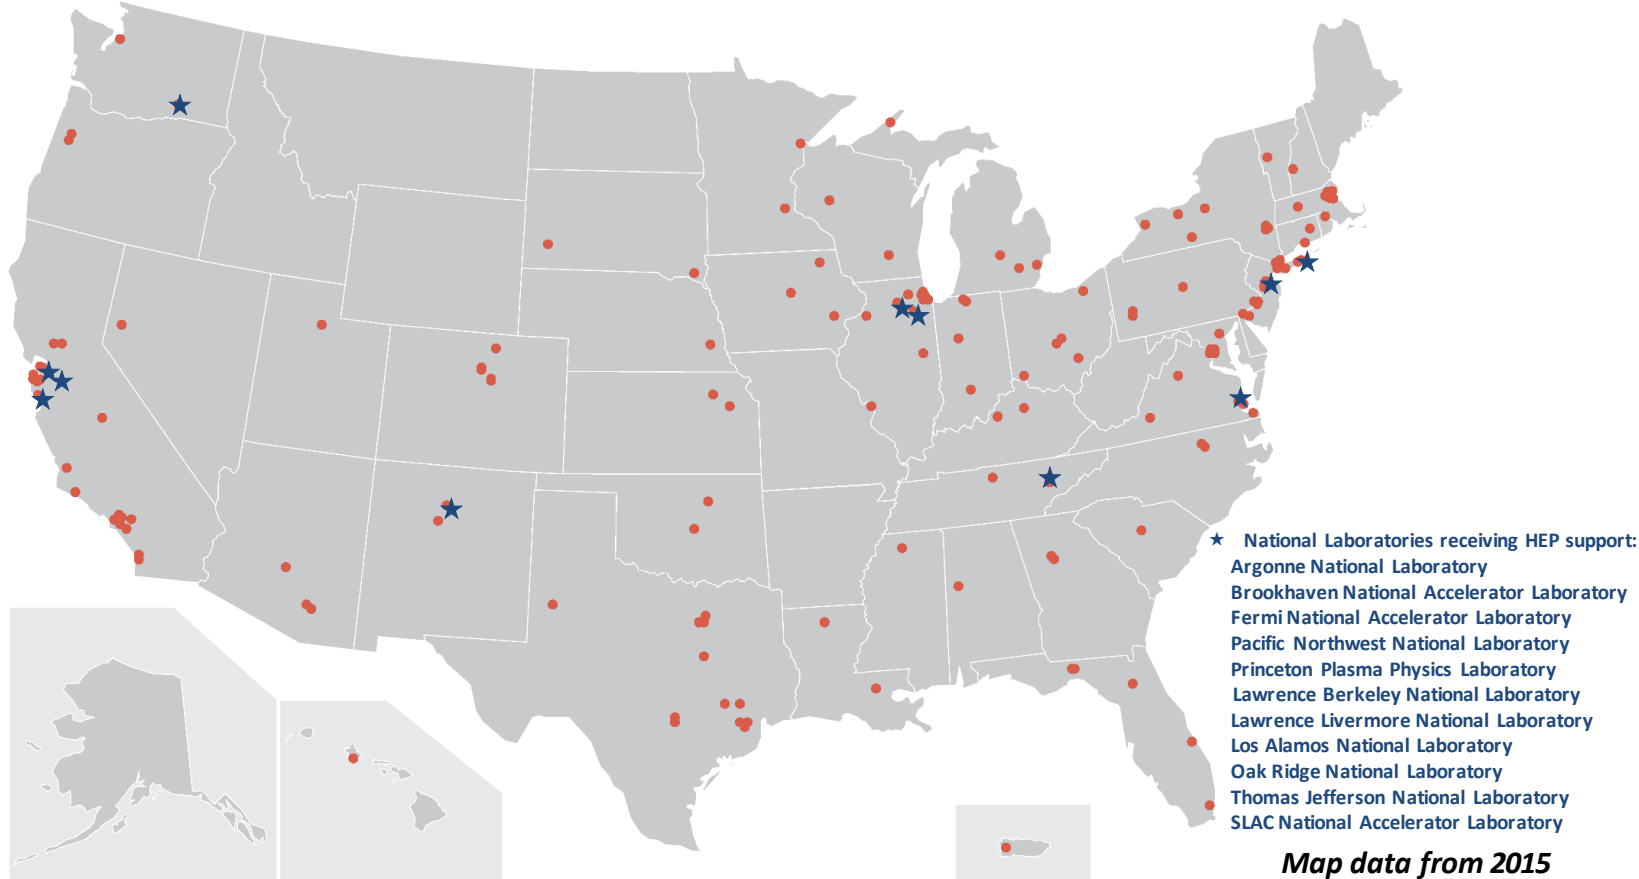 ★ National Laboratories receiving HEP support:
Argonne National Laboratory
Brookhaven National Accelerator Laboratory
Fermi National Accelerator Laboratory
Pacific Northwest National Laboratory
Princeton Plasma Physics Laboratory
Lawrence Berkeley National Laboratory
Lawrence Livermore National Laboratory
Los Alamos National Laboratory
Oak Ridge National Laboratory
Thomas Jefferson National Laboratory
SLAC National Accelerator Laboratory
Map data from 2015